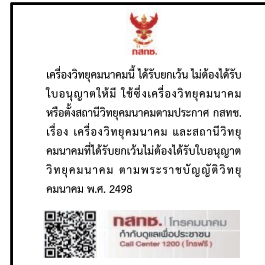 กสทช.
เครื่องวิทยุคมนาคมนี้ ได้รับยกเว้น ไม่ต้องได้รับ
ใบอนุญาตให้มี ใช้ซึ่งเครื่องวิทยุคมนาคม
หรือตั้งสถานีวิทยุคมนาคมตามประกาศ กสทช.
เรื่อง เครื่องวิทยุคมนาคม และสถานีวิทยุ
คมนาคมที่ได้รับยกเว้นไม่ต้องได้รับใบอนุญาต
วิทยุคมนาคม ตามพระราชบัญญัติวิทยุ
คมนาคม พ.ศ. 2498
กสทช. | โทรคมนาคม
กำกับดูแลเพื่อประชาชน
Call Center 1200 (โทรฟรี)